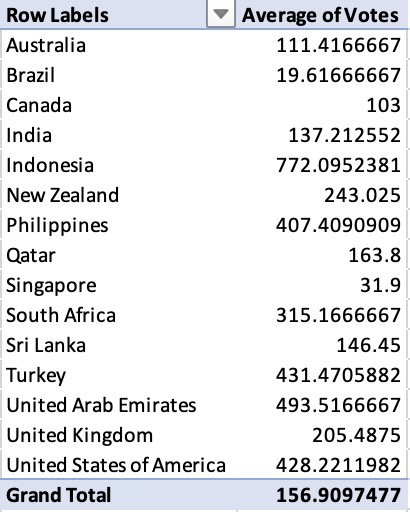 Row Labels Average of Votes
Australia 111.4166667
Brazil 19.61666667
Canada 103
India 137.212552
Indonesia 772.0952381
New Zealand 243.025
Philippines 407.4090909
Qatar 163.8
Singapore 31.9
South Africa 315.1666667
Sri Lanka 146.45
Turkey 431.4705882
United Arab Emirates 493.5166667
United Kingdom 205.4875
United States of America 428.2211982
Grand Total 156.9097477